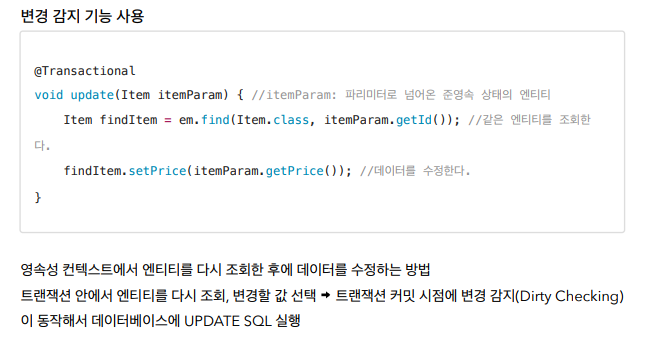 변경 감지 기능 사용
@Transactional
void update(Item itemParam) { //itemParam: 파리미터로 넘어온 준영속 상태의 엔티티
    Item findItem = em.find(Item.class, itemParam.getId()); //같은 엔티티를 조회한
다.
    findItem.setPrice(itemParam.getPrice()); //데이터를 수정한다.
}
영속성 컨텍스트에서 엔티티를 다시 조회한 후에 데이터를 수정하는 방법
트랜잭션 안에서 엔티티를 다시 조회, 변경할 값 선택 → 트랜잭션 커밋 시점에 변경 감지(Dirty Checking)
이 동작해서 데이터베이스에 UPDATE SQL 실행